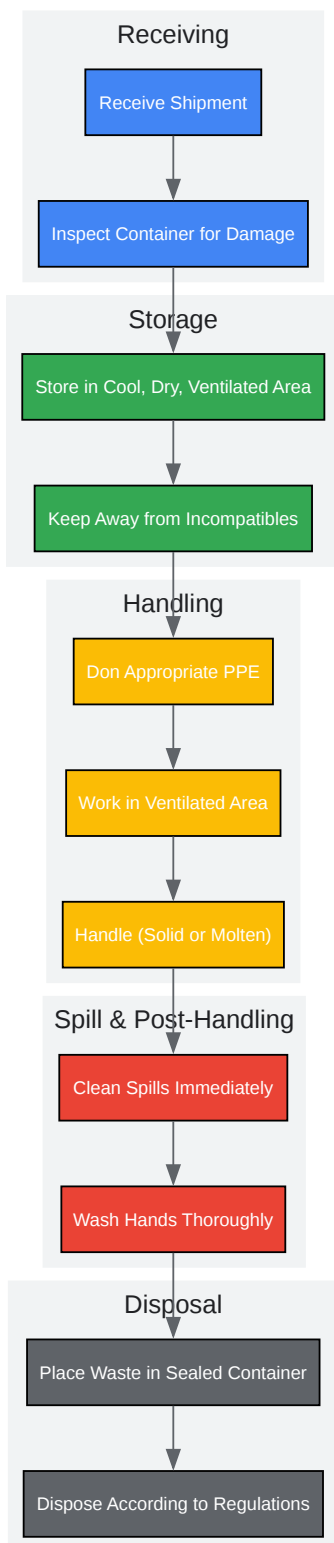 Receiving
Receive Shipment
Inspect Container for Damage
Storage
Store in Cool, Dry, Ventilated Area
Keep Away from Incompatibles
Handling
Don Appropriate PPE
Work in Ventilated Area
Handle (Solid or Molten)
Spill & Post-Handling
Clean Spills Immediately
Wash Hands Thoroughly
Disposal
Place Waste in Sealed Container
Dispose According to Regulations